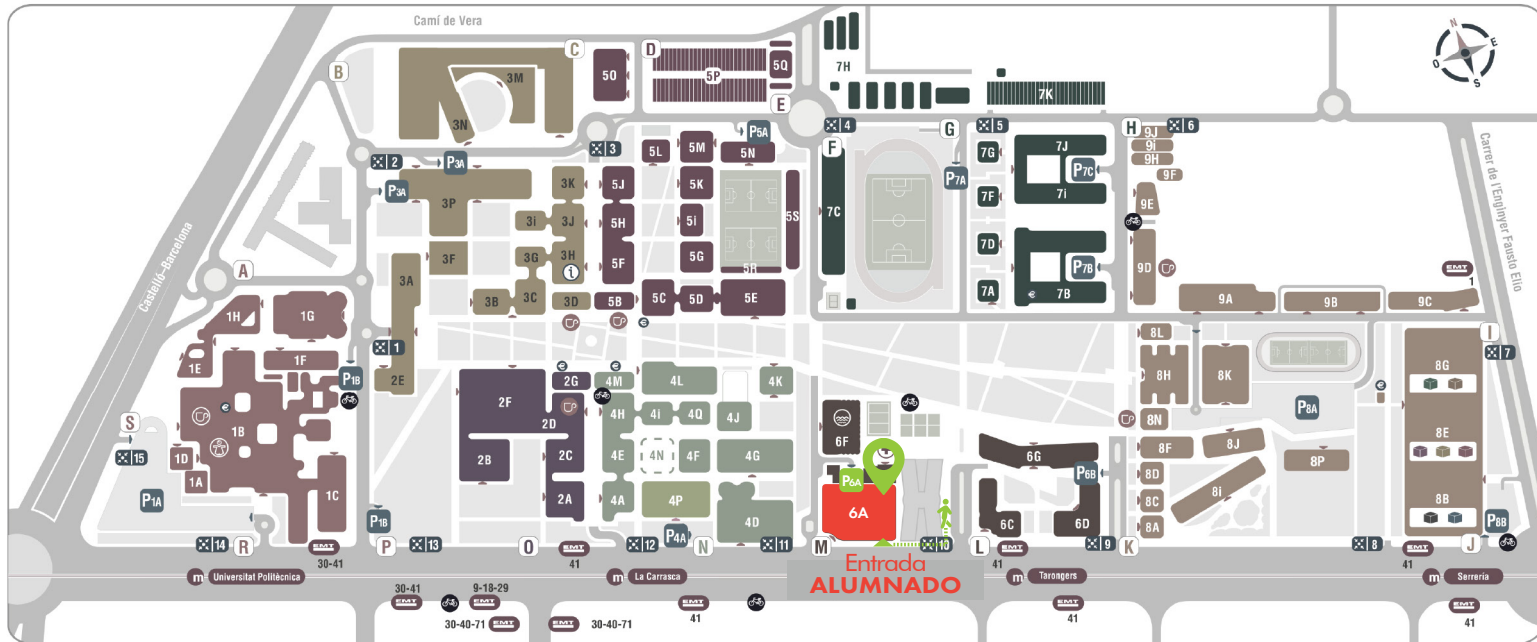 Camí de Vera
N
E
S
O
C
D
B
3M
5O
5P
5Q
7H
7K
E
3N
4
G
5
H
9J
6
P5A
3
F
9i
2
P3A
5L
5M
5N
7G
7J
9H
P3A
3K
5J
5K
P7A
P7C
9F
3P
7F
7i
9E
3i
3J
5H
5i
5S
7C
Castelló–Barcelona
Carrer de l'Enginyer Fausto Elío
3F
3G
3H
5F
5G
5R
7D
P7B
9D
A
3A
i
EMT
1
3B
3C
3D
5B
5C
5D
5E
7A
€
7B
9A
9B
9C
1H
1G
€
8L
I
1E
1F
1
7
P1B
2E
€
2G
€
4M
4L
4K
8H
8K
8G
2F
€
€
S
1B
2D
4H
4i
4Q
4J
P8A
8N
15
6F
1D
2B
2C
4E
4N
4F
4G
6G
8F
8J
8P
8E
1A
P6A
P6B
8D
P1A
1C
2A
4A
4P
6A
8i
8C
8B
P1B
4D
6C
6D
8A
P8B
P4A
14
R
P
13
O
12
N
11
M
10
L
9
K
8
J
EMT
30-41
EMT
41
Entrada
ALUMNADO
EMT
41
EMT
41
m Universitat Politècnica
m La Carrasca
m Tarongers
m Serrería
30-41
EMT
9-18-29
EMT
EMT
41
EMT
41
EMT
41
30-40-71 EMT
EMT 30-40-71